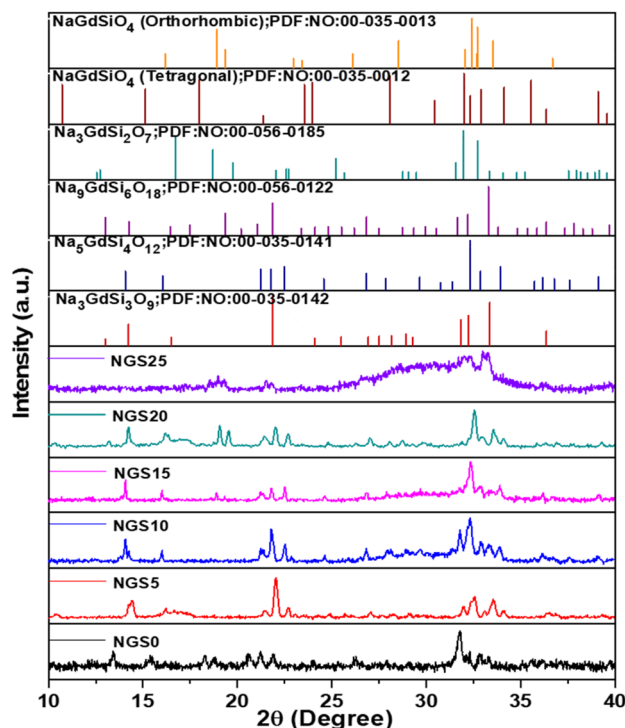 NaGdSiO₄ (Orthorhombic);PDF:NO:00-035-0013
NaGdSiO₄ (Tetragonal);PDF:NO:00-035-0012
Na₃GdSi₂O₇;PDF:NO:00-056-0185
Na₉GdSi₆O₁₈;PDF:NO:00-056-0122
Na₅GdSi₄O₁₂;PDF:NO:00-035-0141
Na₃GdSi₃O₉;PDF:NO:00-035-0142
NGS25
NGS20
NGS15
NGS10
NGS5
NGS0
Intensity (a.u.)
10 15 20 25 30 35 40
2θ (Degree)